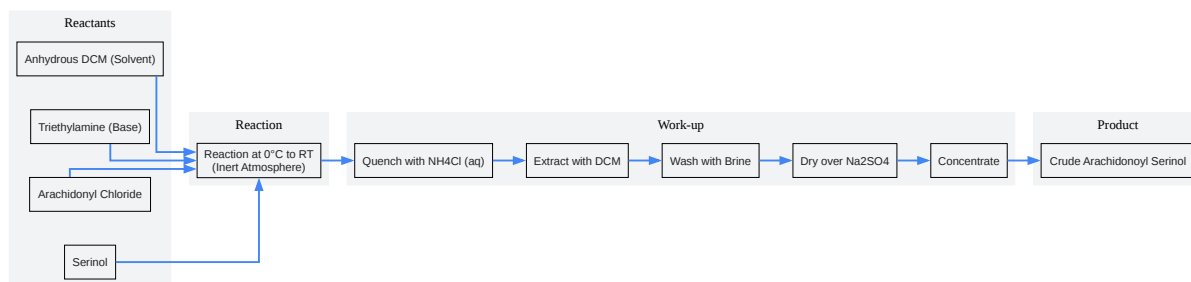 Reactants
Anhydrous DCM (Solvent)
Triethylamine (Base)
Arachidonyl Chloride
Serinol
Reaction
Reaction at 0°C to RT
(Inert Atmosphere)
Work-up
Quench with NH4Cl (aq)
Extract with DCM
Wash with Brine
Dry over Na2SO4
Concentrate
Product
Crude Arachidonoyl Serinol